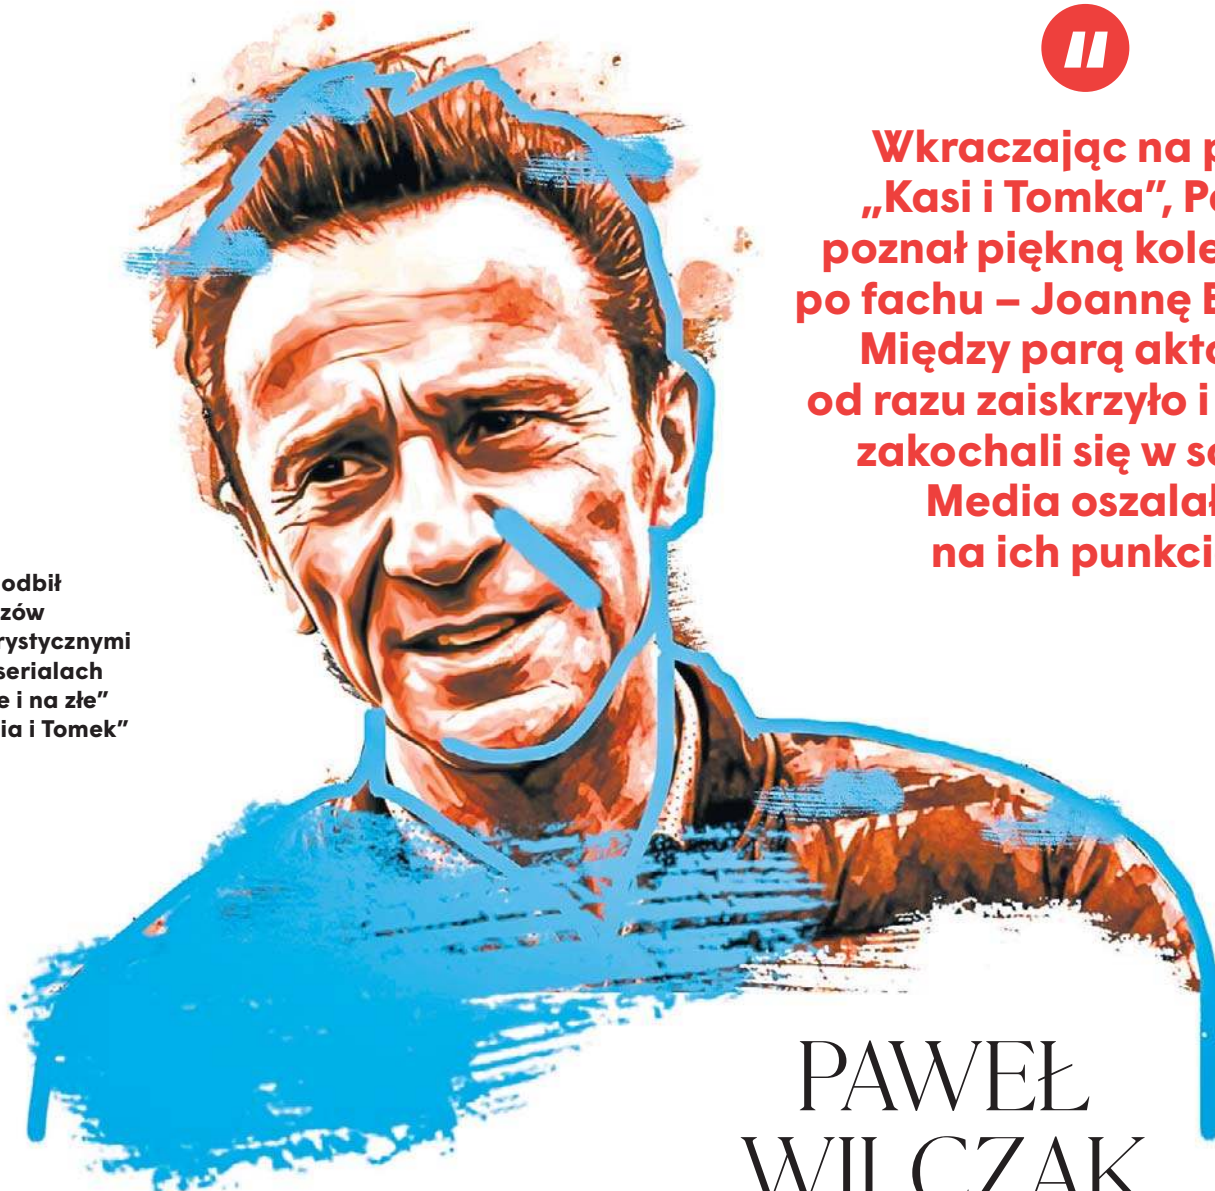 Wkraczając na p
„Kasi i Tomka”, Pa
poznał piękną kole
po fachu – Joannę B
Między parą akto
od razu zaiskrzyło i
zakochali się w so
Media oszalał
na ich punkci
odbił
zów
rystycznymi
serialach
e i na złe”
ia i Tomek”
PAWEŁ
WILCZAK